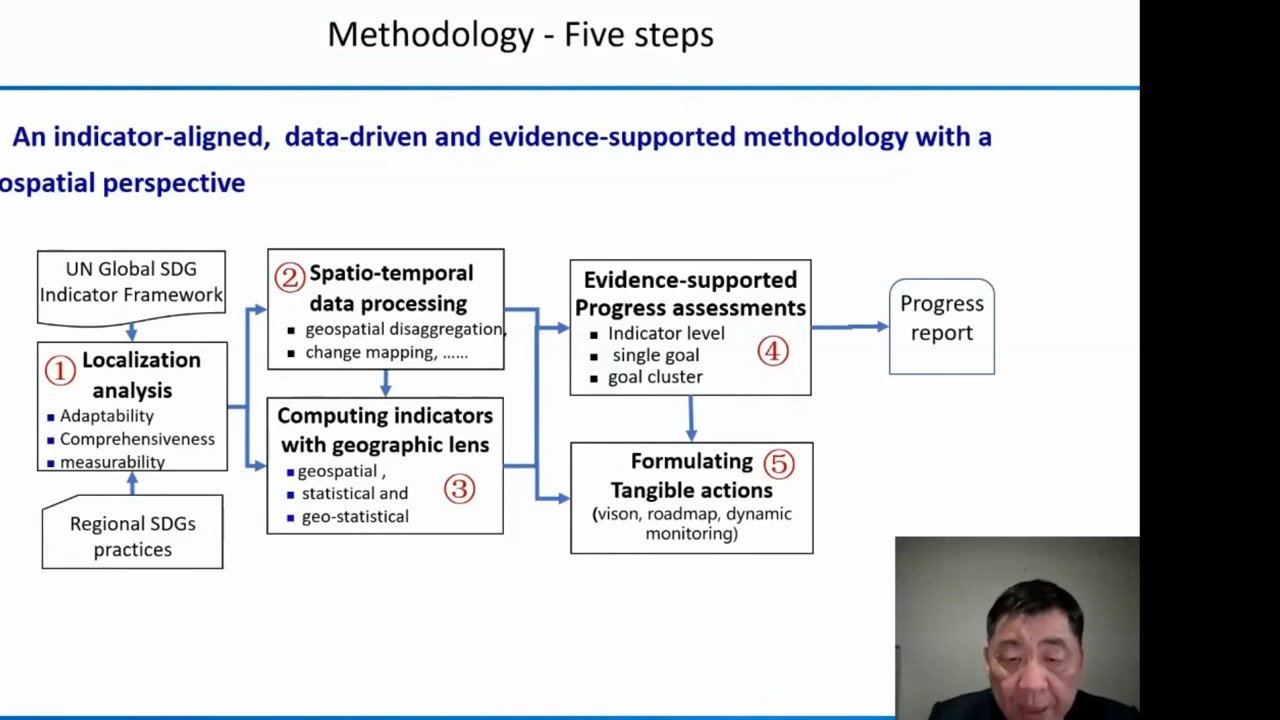 Methodology - Five steps
An indicator-aligned, data-driven and evidence-supported methodology with a
ospatial perspective
UN Global SDG
Indicator Framework
① Localization
analysis
▪ Adaptability
▪ Comprehensiveness
▪ measurability
Regional SDGs
practices
② Spatio-temporal
data processing
▪ geospatial disaggregation,
▪ change mapping, ......
Computing indicators
with geographic lens
▪ geospatial ,
▪ statistical and
▪ geo-statistical
③
Evidence-supported
Progress assessments
▪ Indicator level
▪ single goal
▪ goal cluster
④
Formulating ⑤
Tangible actions
(vison, roadmap, dynamic
monitoring)
Progress
report